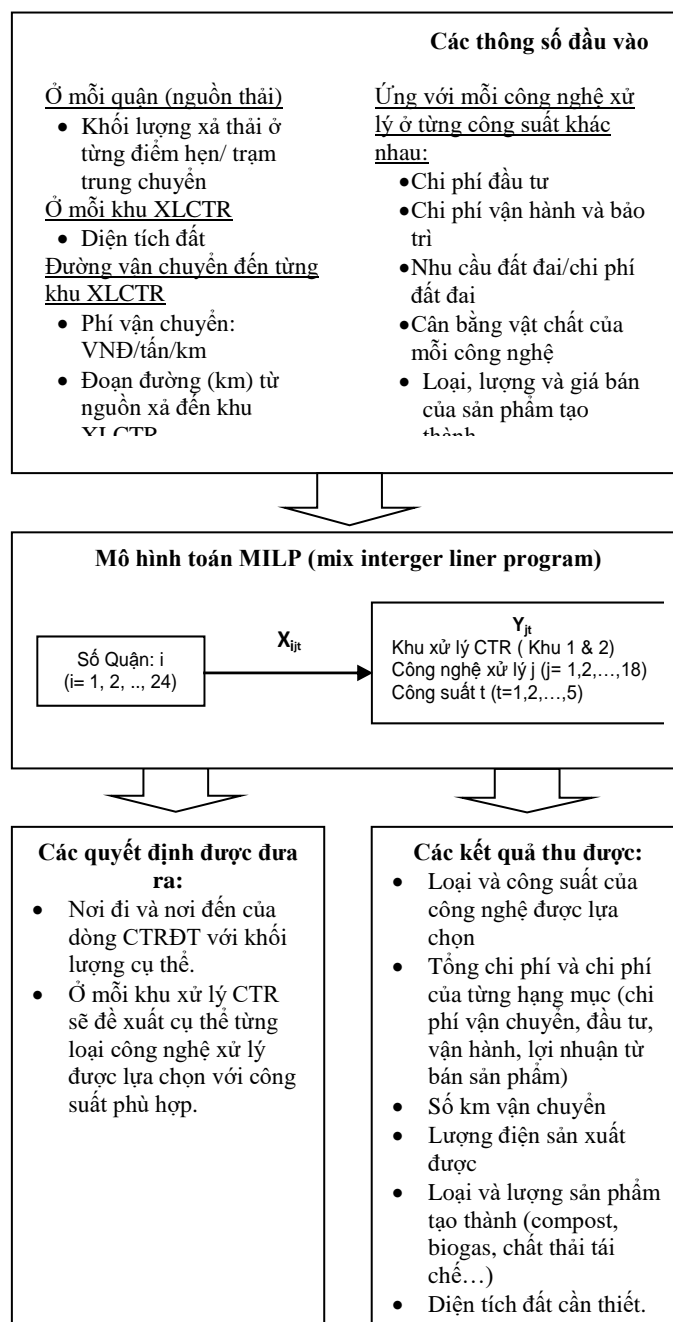 Các thông số đầu vào
Ở mỗi quận (nguồn thải)
• Khối lượng xả thải ở
từng điểm hẹn/ trạm
trung chuyển
Ở mỗi khu XLCTR
• Diện tích đất
Đường vận chuyển đến từng
khu XLCTR
• Phí vận chuyển:
VNĐ/tấn/km
• Đoạn đường (km) từ
nguồn xả đến khu
XLCTR
Ứng với mỗi công nghệ xử
lý ở từng công suất khác
nhau:
•Chi phí đầu tư
•Chi phí vận hành và bảo
trì
•Nhu cầu đất đai/chi phí
đất đai
•Cân bằng vật chất của
mỗi công nghệ
• Loại, lượng và giá bán
của sản phẩm tạo
thành
Mô hình toán MILP (mix interger liner program)
Số Quận: i
(i= 1, 2, .., 24)
Xijt
Yjt
Khu xử lý CTR ( Khu 1 & 2)
Công nghệ xử lý j (j= 1,2,…,18)
Công suất t (t=1,2,…,5)
Các quyết định được đưa
ra:
• Nơi đi và nơi đến của
dòng CTRĐT với khối
lượng cụ thể.
• Ở mỗi khu xử lý CTR
sẽ đề xuất cụ thể từng
loại công nghệ xử lý
được lựa chọn với công
suất phù hợp.
Các kết quả thu được:
• Loại và công suất của
công nghệ được lựa
chọn
• Tổng chi phí và chi phí
của từng hạng mục (chi
phí vận chuyển, đầu tư,
vận hành, lợi nhuận từ
bán sản phẩm)
• Số km vận chuyển
• Lượng điện sản xuất
được
• Loại và lượng sản phẩm
tạo thành (compost,
biogas, chất thải tái
chế…)
• Diện tích đất cần thiết.